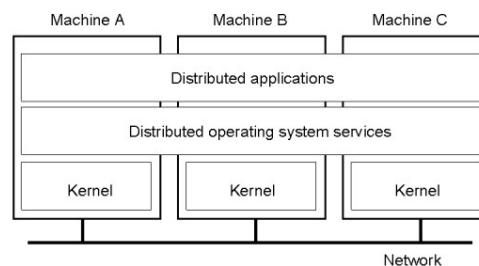 Machine A Machine B Machine C
Distributed applications
Distributed operating system services
Kernel Kernel Kernel
Network